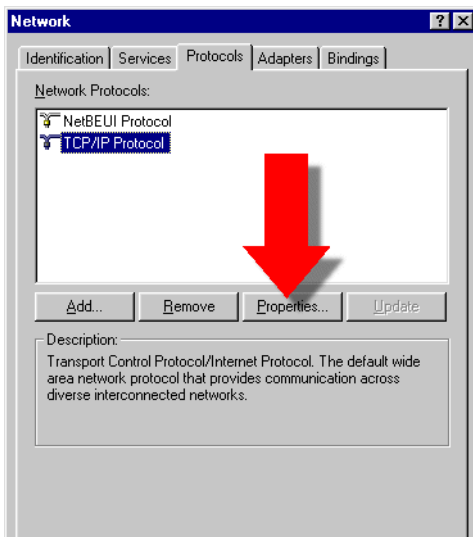 Network
Identification Services Protocols Adapters Bindings
Network Protocols:
NetBEUI Protocol
TCP/IP Protocol
Add... Remove Properties... Update
Description:
Transport Control Protocol/Internet Protocol. The default wide
area network protocol that provides communication across
diverse interconnected networks.